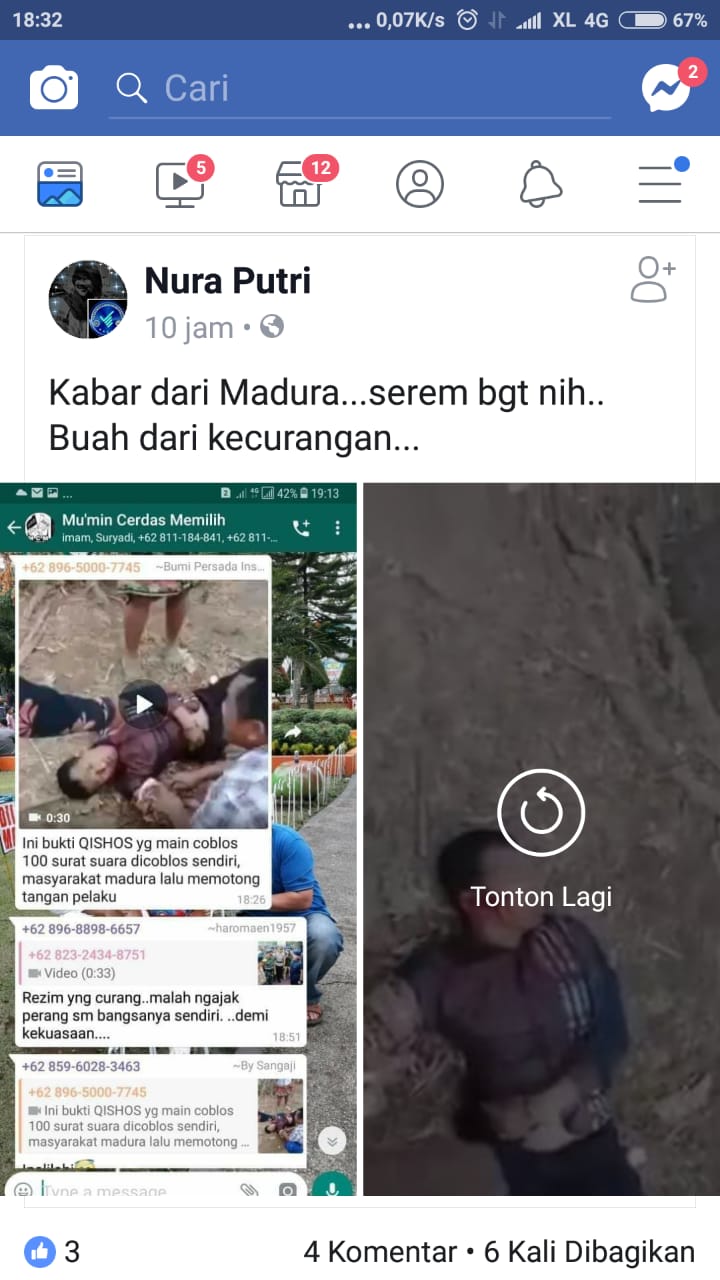 18:32
... 0,07K/s XL 4G 67%
Cari
2
5
12
Nura Putri
10 jam •
Kabar dari Madura...serem bgt nih..
Buah dari kecurangan...
... 2 4G 42% 19:13
Mu'min Cerdas Memilih
imam, Suryadi, +62 811-184-841, +62 811-...
+62 896-5000-7745 ~Bumi Persada Ins...
0:30
Ini bukti QISHOS yg main coblos
100 surat suara dicoblos sendiri,
masyarakat madura lalu memotong
tangan pelaku
18:26
+62 896-8898-6657 ~haromaen1957
+62 823-2434-8751
Video (0:33)
Rezim yng curang..malah ngajak
perang sm bangsanya sendiri. ..demi
kekuasaan....
18:51
+62 859-6028-3463 ~By Sangaji
+62 896-5000-7745
Ini bukti QISHOS yg main coblos
100 surat suara dicoblos sendiri,
masyarakat madura lalu memotong ...
Type a message
Tonton Lagi
3
4 Komentar • 6 Kali Dibagikan